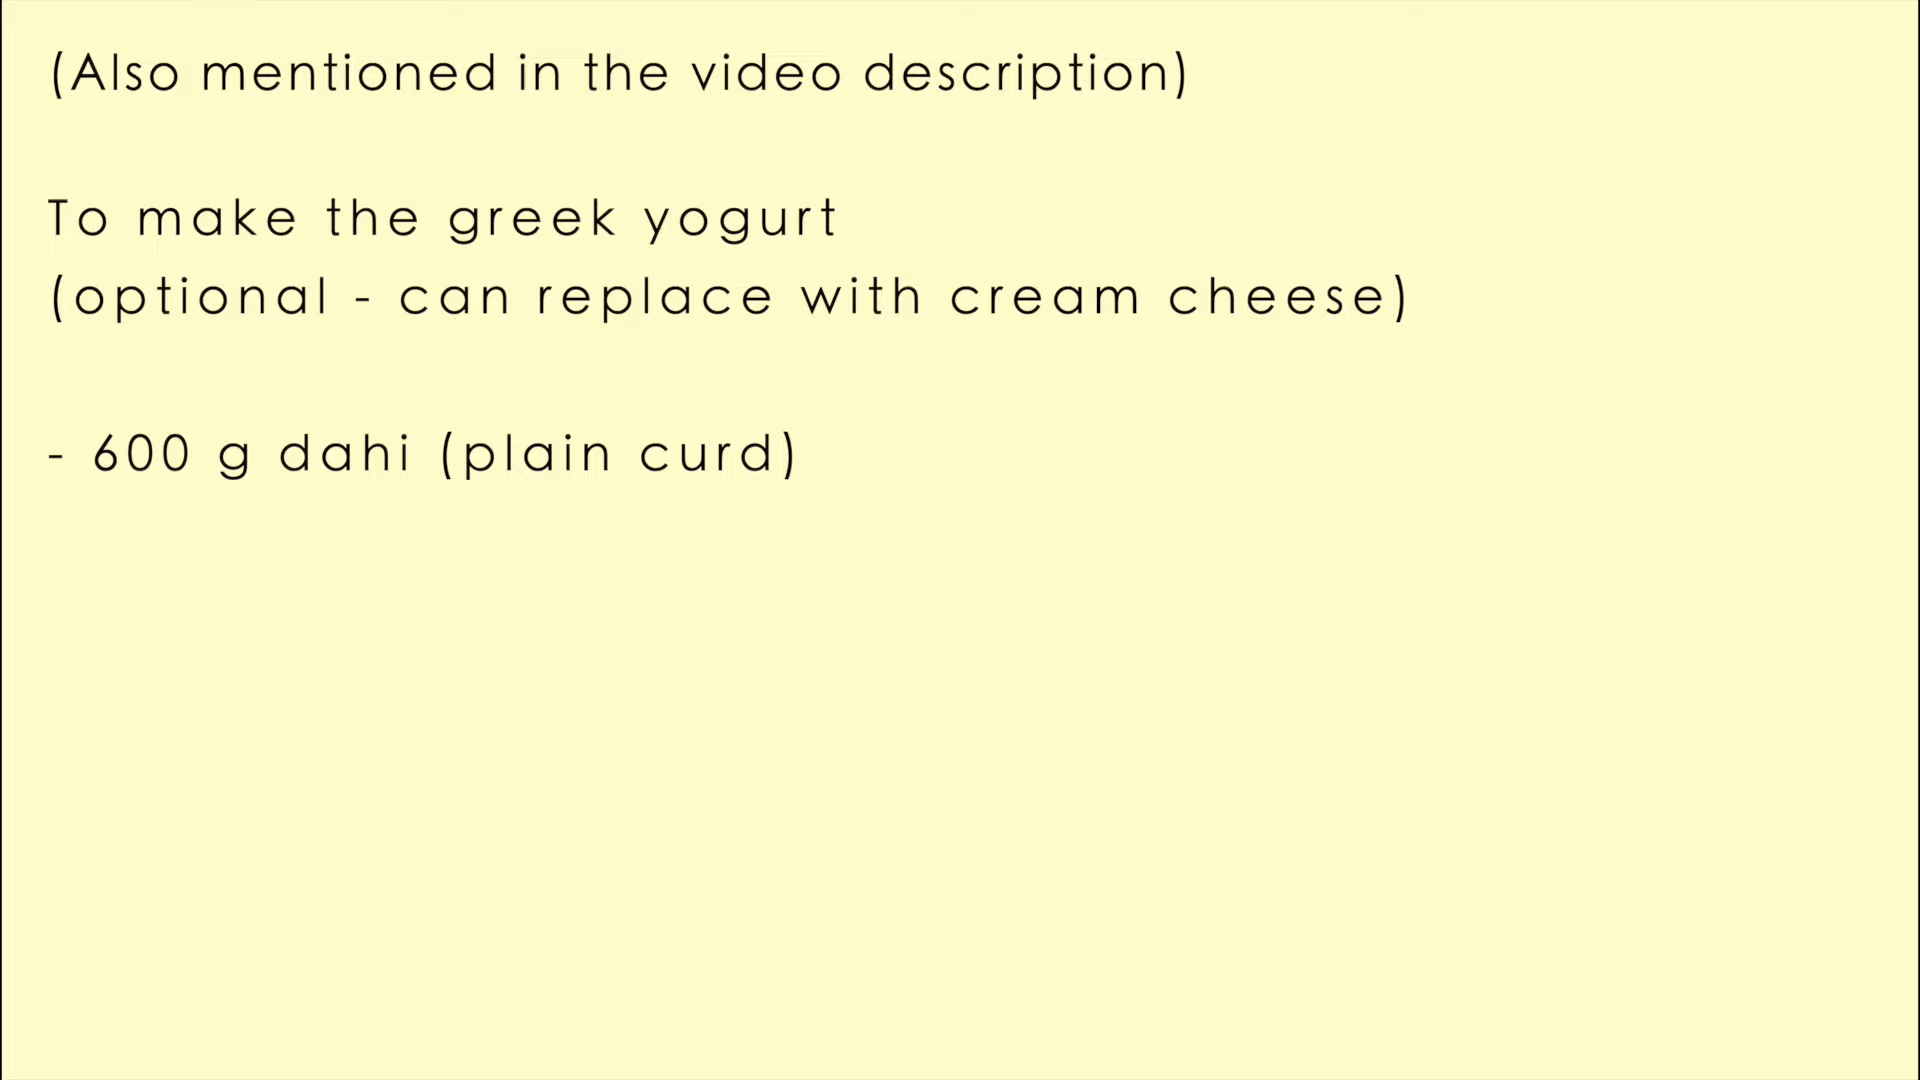 (Also mentioned in the video description)
To make the greek yogurt
(optional - can replace with cream cheese)
- 600 g dahi (plain curd)